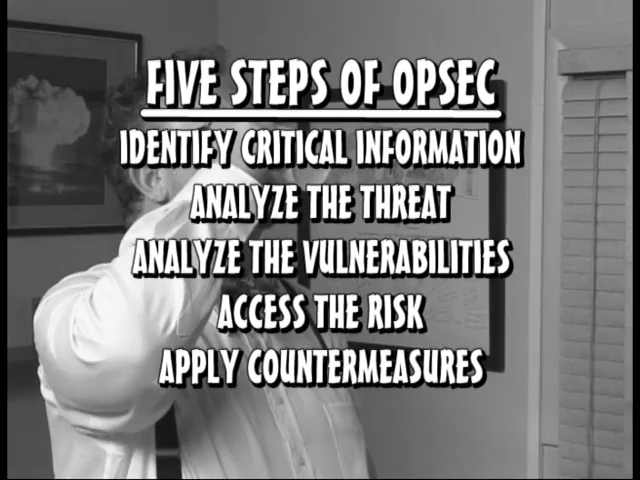 FIVE STEPS OF OPSEC
IDENTIFY CRITICAL INFORMATION
ANALYZE THE THREAT
ANALYZE THE VULNERABILITIES
ACCESS THE RISK
APPLY COUNTERMEASURES